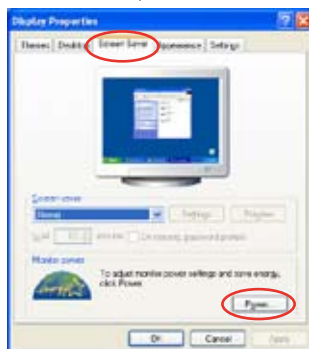 Display Properties
Themes Desktop Screen Saver Appearance Settings
Screen saver
(None) Settings Preview
Wait minutes On resume, password protect
Monitor power
To adjust monitor power settings and save energy,
click Power.
Power...
OK Cancel Apply